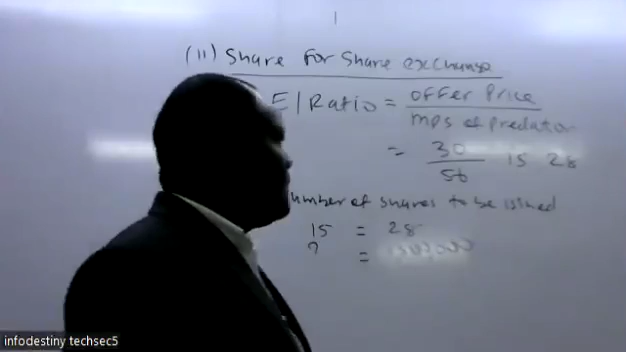 (ii) Share for Share exchange
E/Ratio = offer Price
mps of predator
= 30 15 28
56
number of shares to be issued
15 = 28
? =
infodestiny techsec5